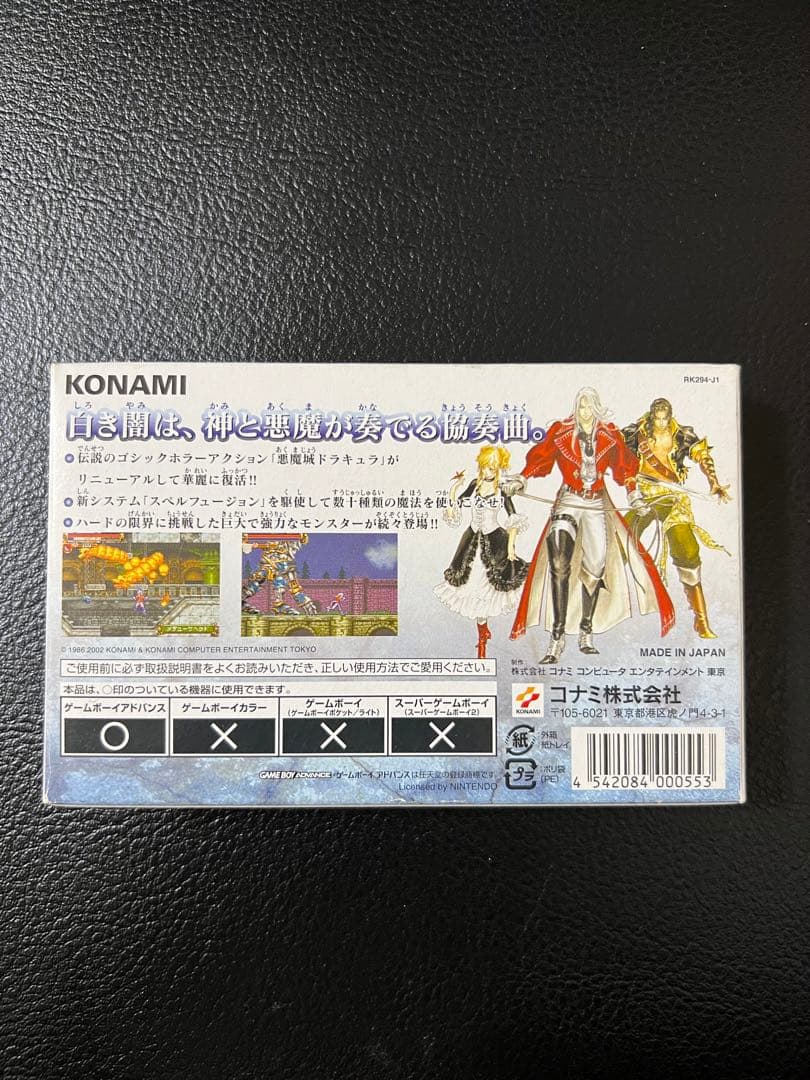 KONAMI
RK294-J1
白き闇は、神と悪魔が奏でる協奏曲。
●伝説のゴシックホラーアクション「悪魔城ドラキュラ」が
リニューアルして華麗に復活!!
●新システム「スペルフュージョン」を駆使して数十種類の魔法を使いこなせ!
●ハードの限界に挑戦した巨大で強力なモンスターが続々登場!!
メデューサヘッド
© 1986 2002 KONAMI & KONAMI COMPUTER ENTERTAINMENT TOKYO
MADE IN JAPAN
ご使用前に必ず取扱説明書をよくお読みいただき、正しい使用方法でご愛用ください。
制作
株式会社 コナミ コンピュータ エンタテインメント 東京
本品は、○印のついている機器に使用できます。
ゲームボーイアドバンス ゲームボーイカラー ゲームボーイ (ゲームボーイポケット/ライト) スーパーゲームボーイ (スーパーゲームボーイ2)
○ × × ×
KONAMI
コナミ株式会社
〒105-6021 東京都港区虎ノ門4-3-1
紙 外箱 紙トレイ
プラ :ポリ袋 (PE)
4 542084 000553
GAME BOY ADVANCE・ゲームボーイ アドバンスは任天堂の登録商標です。
Licensed by NINTENDO